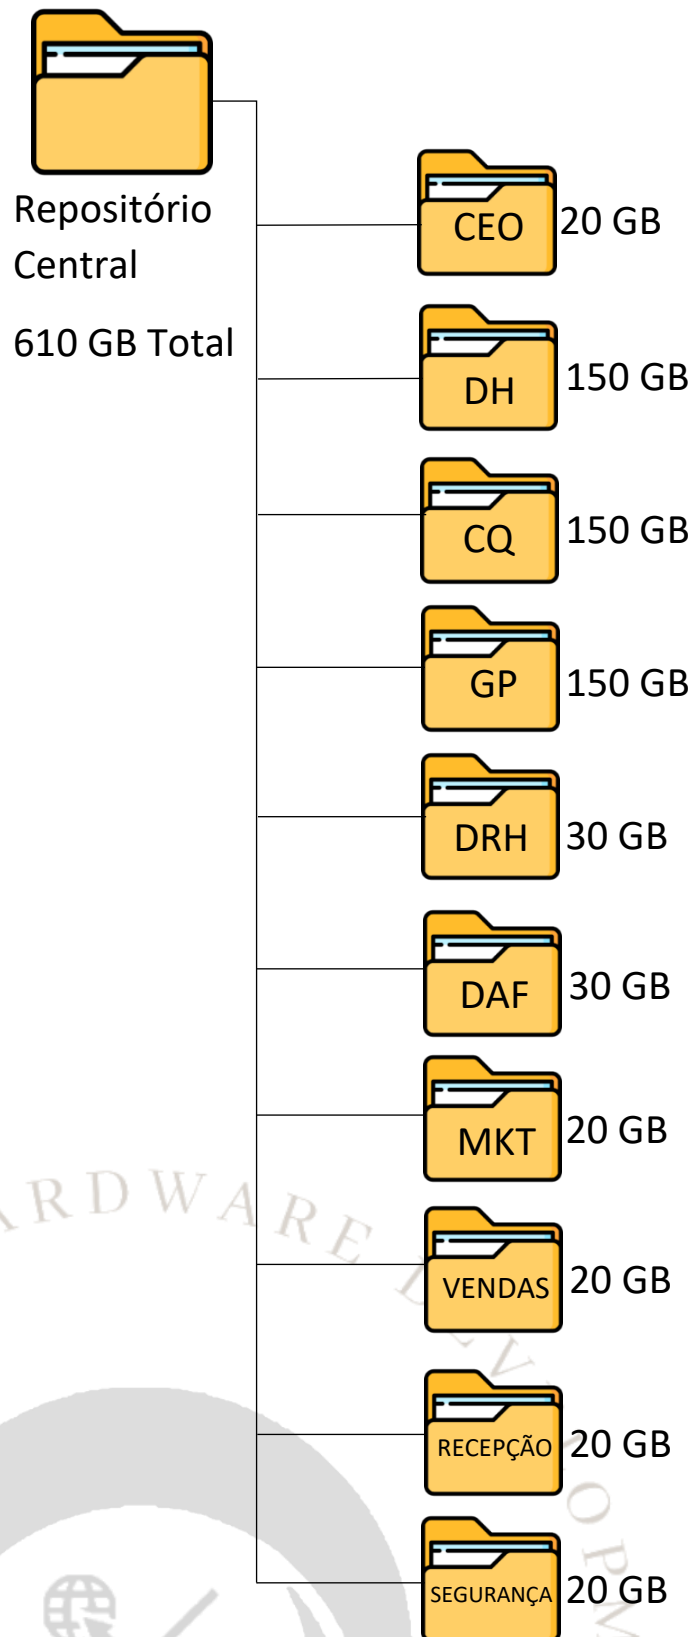 Repositório
Central
610 GB Total
CEO 20 GB
DH 150 GB
CQ 150 GB
GP 150 GB
DRH 30 GB
DAF 30 GB
MKT 20 GB
VENDAS 20 GB
RECEPÇÃO 20 GB
SEGURANÇA 20 GB